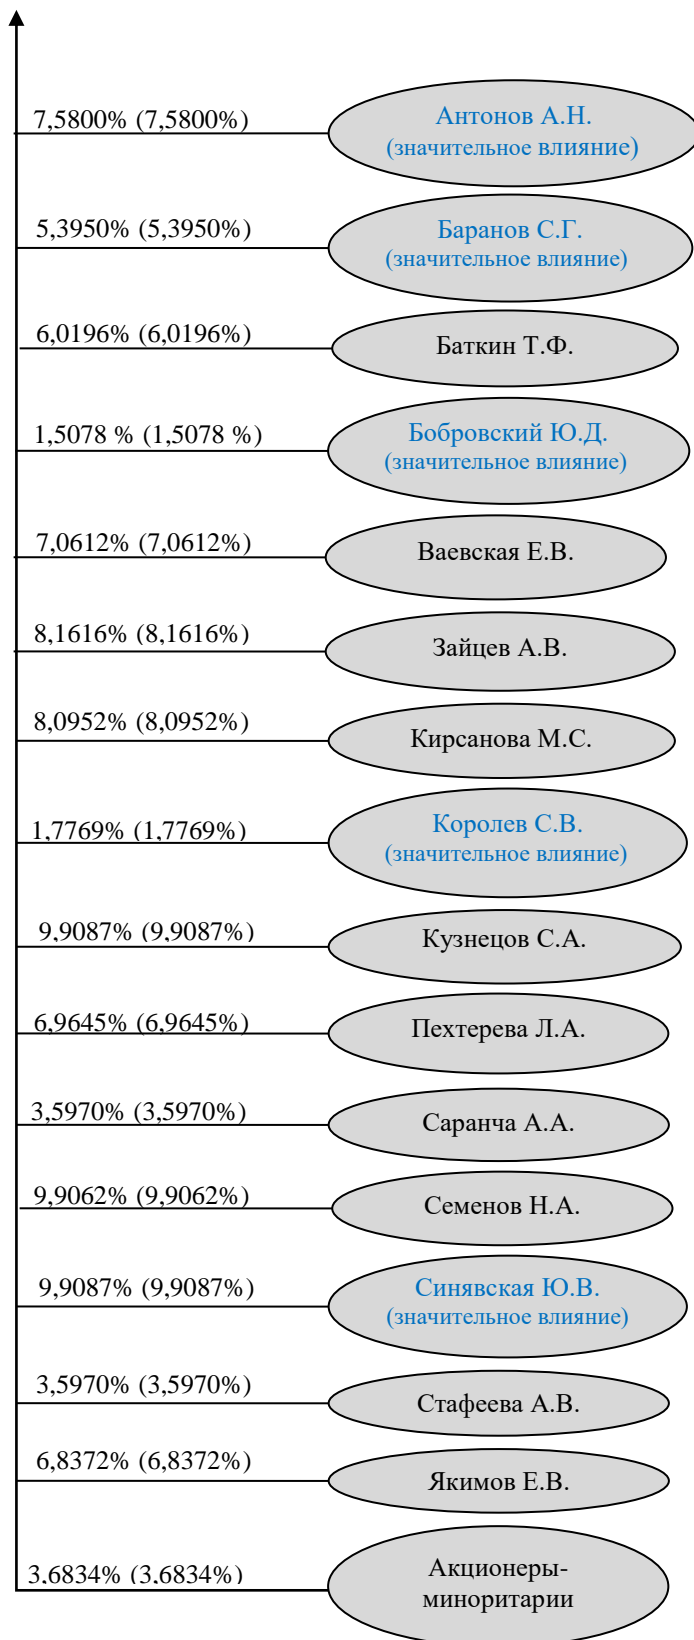 7,5800% (7,5800%)
Антонов А.Н.
(значительное влияние)
5,3950% (5,3950%)
Баранов С.Г.
(значительное влияние)
6,0196% (6,0196%)
Баткин Т.Ф.
1,5078 % (1,5078 %)
Бобровский Ю.Д.
(значительное влияние)
7,0612% (7,0612%)
Ваевская Е.В.
8,1616% (8,1616%)
Зайцев А.В.
8,0952% (8,0952%)
Кирсанова М.С.
1,7769% (1,7769%)
Королев С.В.
(значительное влияние)
9,9087% (9,9087%)
Кузнецов С.А.
6,9645% (6,9645%)
Пехтерева Л.А.
3,5970% (3,5970%)
Саранча А.А.
9,9062% (9,9062%)
Семенов Н.А.
9,9087% (9,9087%)
Синявская Ю.В.
(значительное влияние)
3,5970% (3,5970%)
Стафеева А.В.
6,8372% (6,8372%)
Якимов Е.В.
3,6834% (3,6834%)
Акционеры-
миноритарии